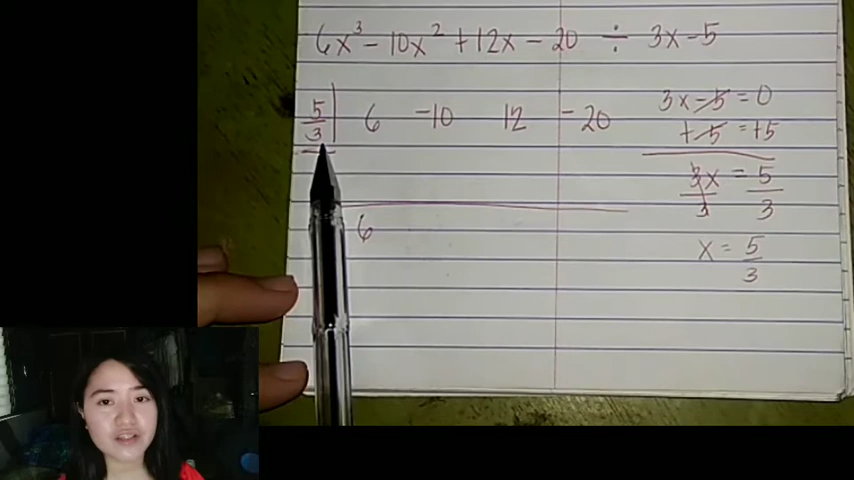 6x³ - 10x² + 12x - 20 ÷ 3x - 5
5/3 | 6 -10 12 -20
6
3x - 5 = 0
+ 5 = +5
3x/3 = 5/3
x = 5/3